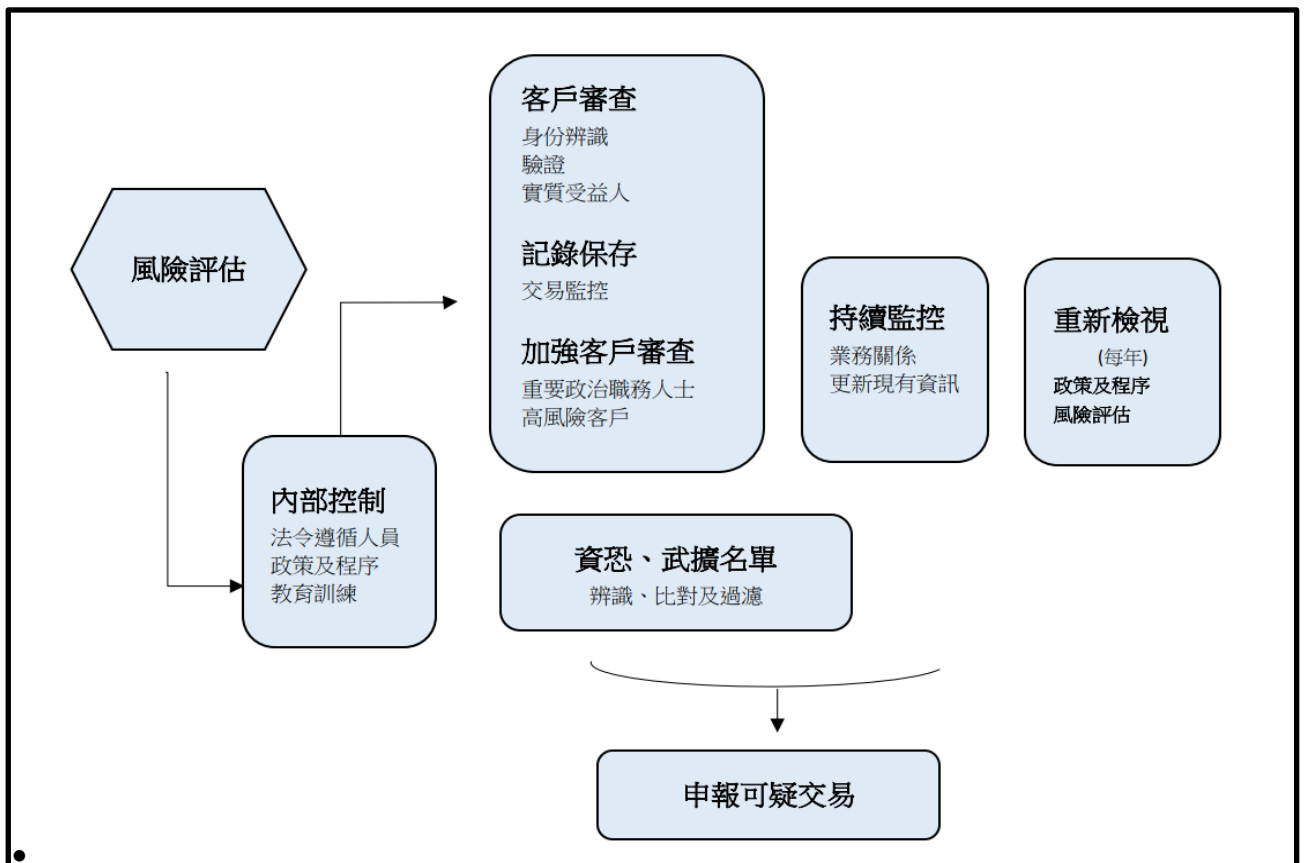 風險評估
內部控制
法令遵循人員
政策及程序
教育訓練
客戶審查
身份辨識
驗證
實質受益人
記錄保存
交易監控
加強客戶審查
重要政治職務人士
高風險客戶
持續監控
業務關係
更新現有資訊
重新檢視
(每年)
政策及程序
風險評估
資恐、武擴名單
辨識、比對及過濾
申報可疑交易